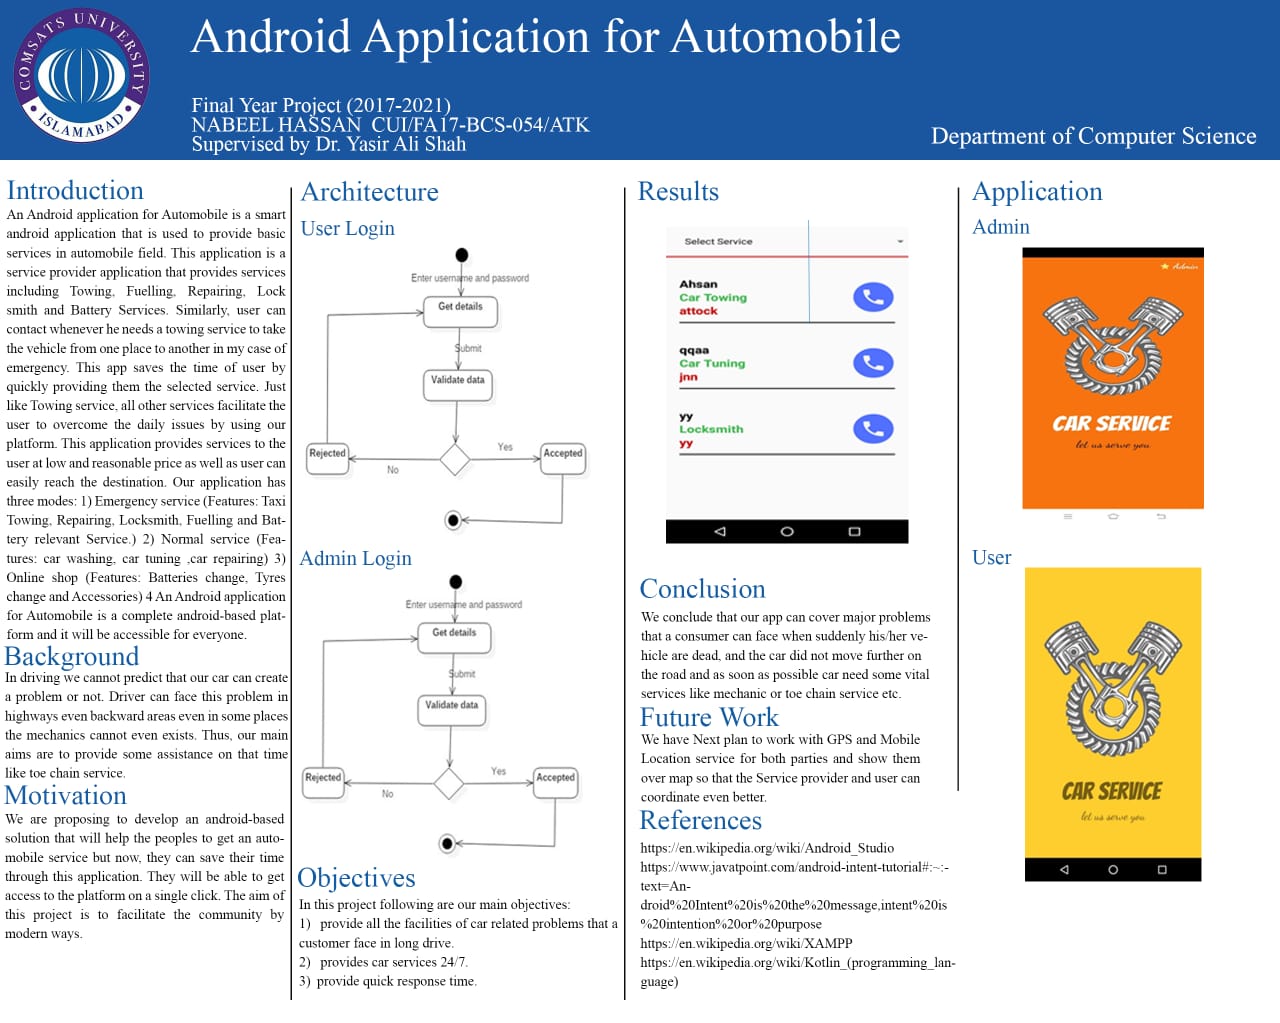 COMSATS UNIVERSITY
ISLAMABAD
Android Application for Automobile
Final Year Project (2017-2021)
NABEEL HASSAN  CUI/FA17-BCS-054/ATK
Supervised by Dr. Yasir Ali Shah
Department of Computer Science
Introduction
An Android application for Automobile is a smart
android application that is used to provide basic
services in automobile field. This application is a
service provider application that provides services
including Towing, Fuelling, Repairing, Lock
smith and Battery Services. Similarly, user can
contact whenever he needs a towing service to take
the vehicle from one place to another in my case of
emergency. This app saves the time of user by
quickly providing them the selected service. Just
like Towing service, all other services facilitate the
user to overcome the daily issues by using our
platform. This application provides services to the
user at low and reasonable price as well as user can
easily reach the destination. Our application has
three modes: 1) Emergency service (Features: Taxi
Towing, Repairing, Locksmith, Fuelling and Bat-
tery relevant Service.) 2) Normal service (Fea-
tures: car washing, car tuning ,car repairing) 3)
Online shop (Features: Batteries change, Tyres
change and Accessories) 4 An Android application
for Automobile is a complete android-based plat-
form and it will be accessible for everyone.
Background
In driving we cannot predict that our car can create
a problem or not. Driver can face this problem in
highways even backward areas even in some places
the mechanics cannot even exists. Thus, our main
aims are to provide some assistance on that time
like toe chain service.
Motivation
We are proposing to develop an android-based
solution that will help the peoples to get an auto-
mobile service but now, they can save their time
through this application. They will be able to get
access to the platform on a single click. The aim of
this project is to facilitate the community by
modern ways.
Architecture
User Login
Enter username and password
Get details
Submit
Validate data
Rejected
No
Yes
Accepted
Admin Login
Enter username and password
Get details
Submit
Validate data
Rejected
No
Yes
Accepted
Objectives
In this project following are our main objectives:
1)   provide all the facilities of car related problems that a
customer face in long drive.
2)   provides car services 24/7.
3)  provide quick response time.
Results
Select Service
Ahsan
Car Towing
attock
qqaa
Car Tuning
jnn
yy
Locksmith
yy
Conclusion
We conclude that our app can cover major problems
that a consumer can face when suddenly his/her ve-
hicle are dead, and the car did not move further on
the road and as soon as possible car need some vital
services like mechanic or toe chain service etc.
Future Work
We have Next plan to work with GPS and Mobile
Location service for both parties and show them
over map so that the Service provider and user can
coordinate even better.
References
https://en.wikipedia.org/wiki/Android_Studio
https://www.javatpoint.com/android-intent-tutorial#:~:-
text=An-
droid%20Intent%20is%20the%20message,intent%20is
%20intention%20or%20purpose
https://en.wikipedia.org/wiki/XAMPP
https://en.wikipedia.org/wiki/Kotlin_(programming_lan-
guage)
Application
Admin
Admin
CAR SERVICE
let us serve you
User
CAR SERVICE
let us serve you